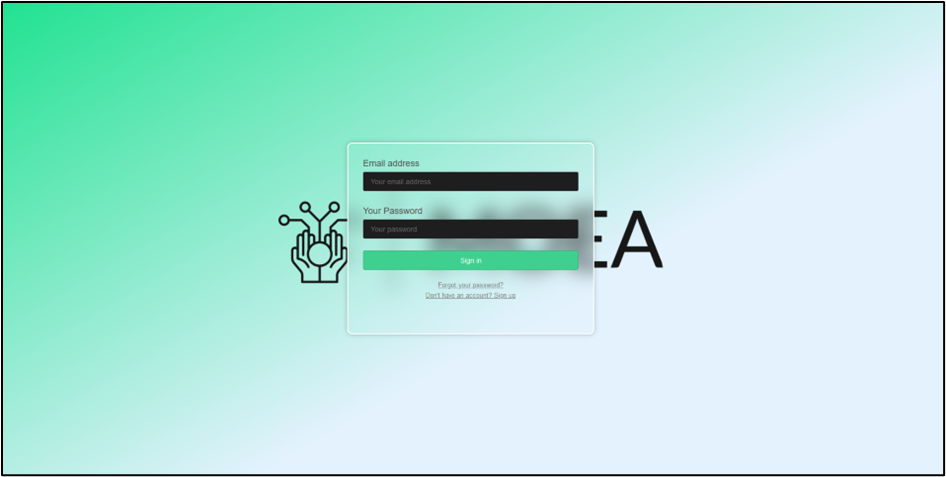 Email address
Your email address
Your Password
Your password
EA
Sign in
Forgot your password?
Don't have an account? Sign up